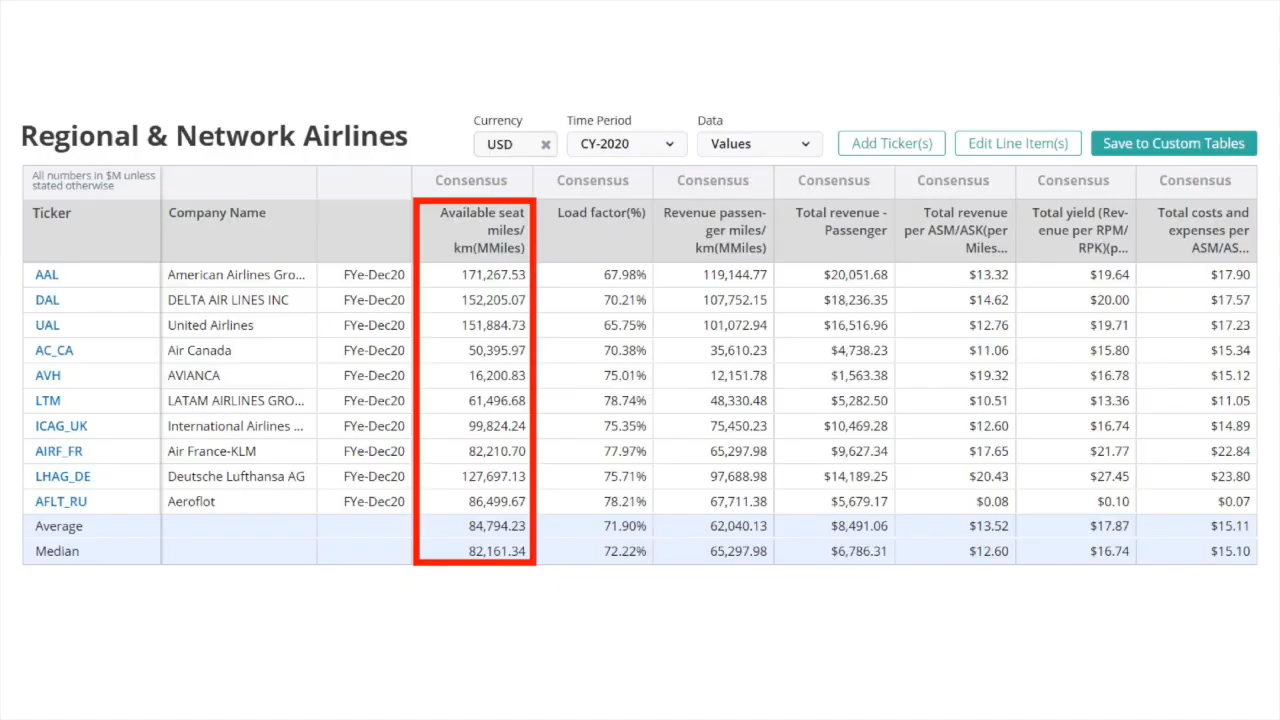 Regional & Network Airlines
Currency
USD
Time Period
CY-2020
Data
Values
Add Ticker(s)
Edit Line Item(s)
Save to Custom Tables
All numbers in $M unless
stated otherwise
Consensus Consensus Consensus Consensus Consensus Consensus Consensus
Ticker
Company Name
Available seat
miles/
km(MMiles)
Load factor(%)
Revenue passen-
ger miles/
km(MMiles)
Total revenue -
Passenger
Total revenue
per ASM/ASK(per
Miles...
Total yield (Rev-
enue per RPM/
RPK)(p...
Total costs and
expenses per
ASM/AS...
AAL American Airlines Gro... FYe-Dec20 171,267.53 67.98% 119,144.77 $20,051.68 $13.32 $19.64 $17.90
DAL DELTA AIR LINES INC FYe-Dec20 152,205.07 70.21% 107,752.15 $18,236.35 $14.62 $20.00 $17.57
UAL United Airlines FYe-Dec20 151,884.73 65.75% 101,072.94 $16,516.96 $12.76 $19.71 $17.23
AC_CA Air Canada FYe-Dec20 50,395.97 70.38% 35,610.23 $4,738.23 $11.06 $15.80 $15.34
AVH AVIANCA FYe-Dec20 16,200.83 75.01% 12,151.78 $1,563.38 $19.32 $16.78 $15.12
LTM LATAM AIRLINES GRO... FYe-Dec20 61,496.68 78.74% 48,330.48 $5,282.50 $10.51 $13.36 $11.05
ICAG_UK International Airlines ... FYe-Dec20 99,824.24 75.35% 75,450.23 $10,469.28 $12.60 $16.74 $14.89
AIRF_FR Air France-KLM FYe-Dec20 82,210.70 77.97% 65,297.98 $9,627.34 $17.65 $21.77 $22.84
LHAG_DE Deutsche Lufthansa AG FYe-Dec20 127,697.13 75.71% 97,688.98 $14,189.25 $20.43 $27.45 $23.80
AFLT_RU Aeroflot FYe-Dec20 86,499.67 78.21% 67,711.38 $5,679.17 $0.08 $0.10 $0.07
Average 84,794.23 71.90% 62,040.13 $8,491.06 $13.52 $17.87 $15.11
Median 82,161.34 72.22% 65,297.98 $6,786.31 $12.60 $16.74 $15.10